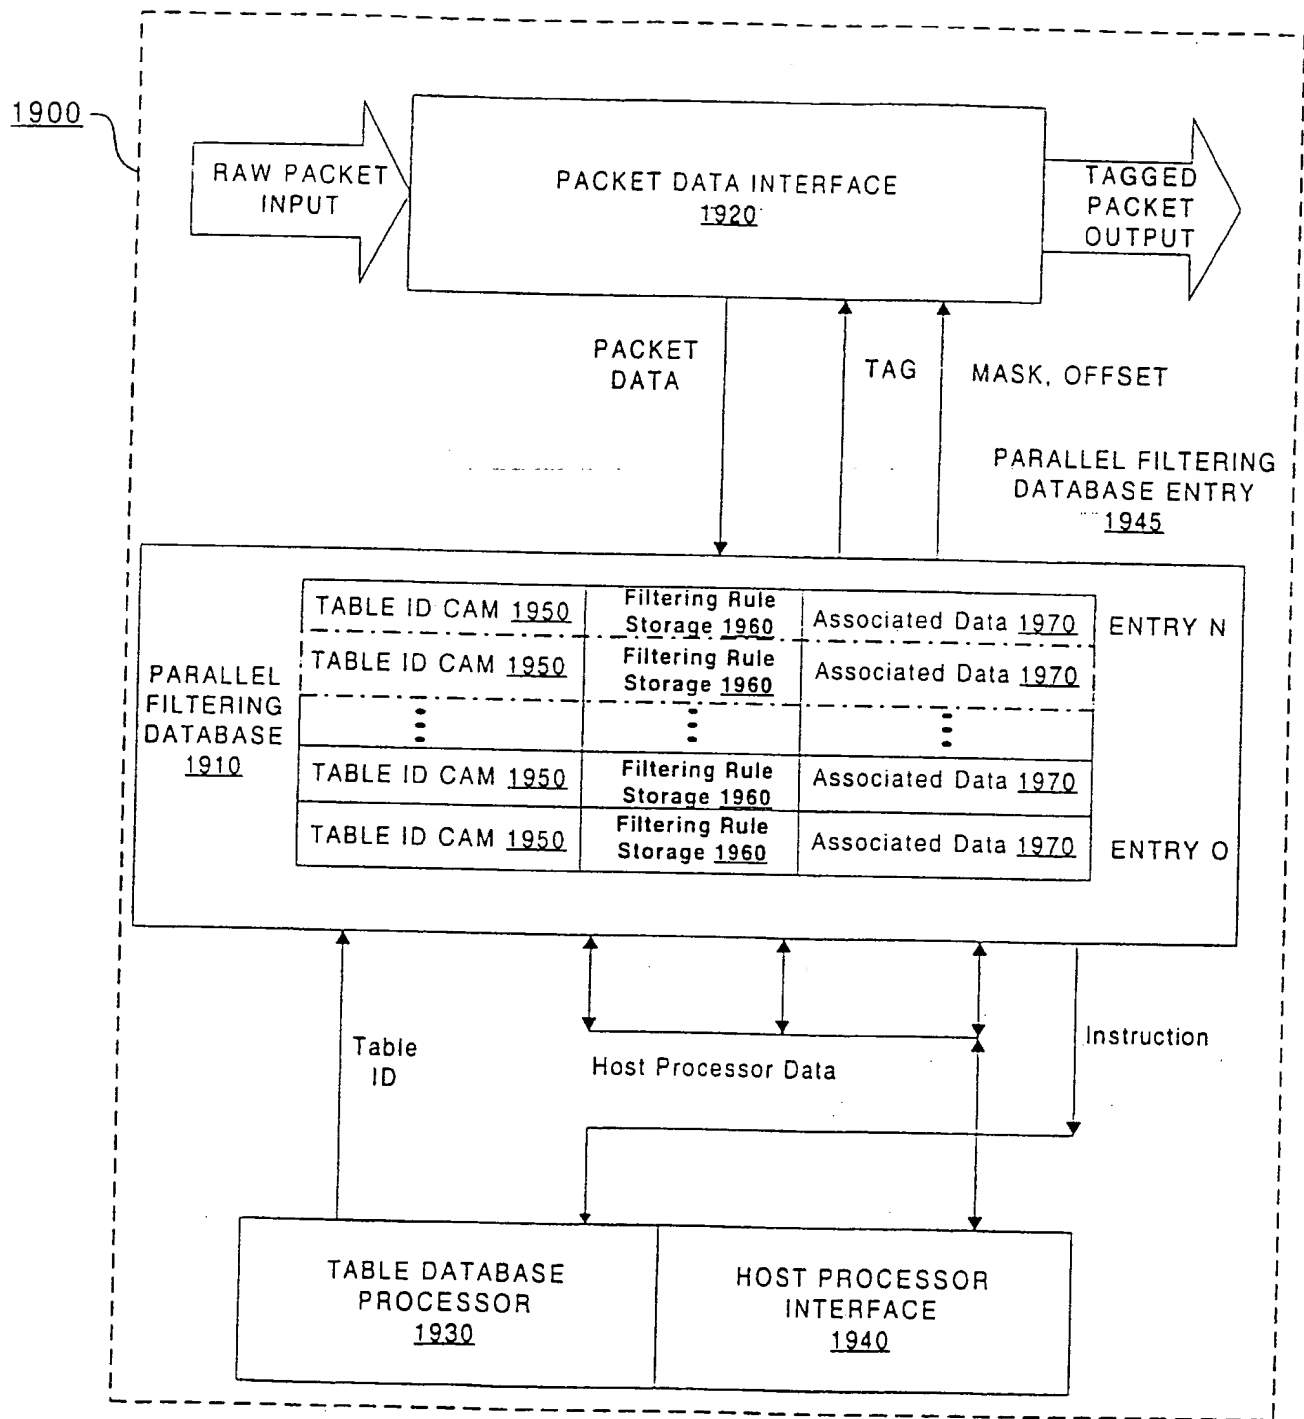 1900
RAW PACKET
INPUT
PACKET DATA INTERFACE
1920
TAGGED
PACKET
OUTPUT
PACKET
DATA
TAG
MASK, OFFSET
PARALLEL FILTERING
DATABASE ENTRY
1945
PARALLEL
FILTERING
DATABASE
1910
TABLE ID CAM 1950
Filtering Rule
Storage 1960
Associated Data 1970
ENTRY N
TABLE ID CAM 1950
Filtering Rule
Storage 1960
Associated Data 1970
TABLE ID CAM 1950
Filtering Rule
Storage 1960
Associated Data 1970
TABLE ID CAM 1950
Filtering Rule
Storage 1960
Associated Data 1970
ENTRY O
Table
ID
Host Processor Data
Instruction
TABLE DATABASE
PROCESSOR
1930
HOST PROCESSOR
INTERFACE
1940